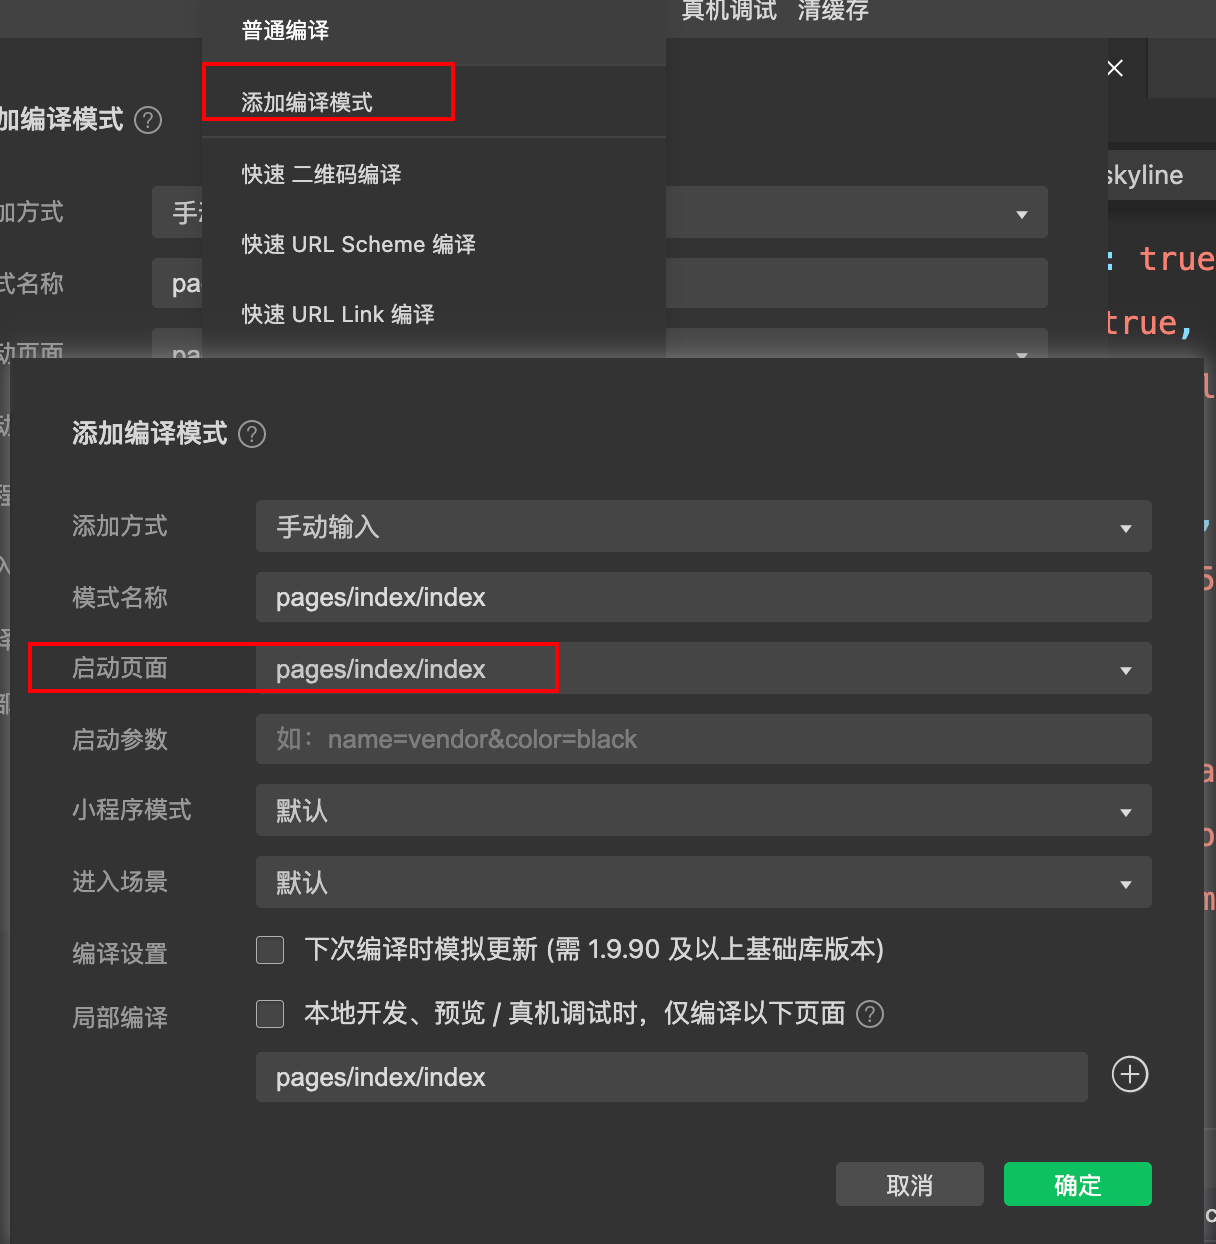 真机调试 清缓存
普通编译
添加编译模式
快速 二维码编译
快速 URL Scheme 编译
快速 URL Link 编译
加编译模式 ?
加方式 手
式名称 pa
动页面 pa
skyline
: true
true,
添加编译模式 ?
添加方式 手动输入
模式名称 pages/index/index
启动页面 pages/index/index
启动参数 如：name=vendor&color=black
小程序模式 默认
进入场景 默认
编译设置 下次编译时模拟更新 (需 1.9.90 及以上基础库版本)
局部编译 本地开发、预览 / 真机调试时，仅编译以下页面 ?
pages/index/index
取消 确定